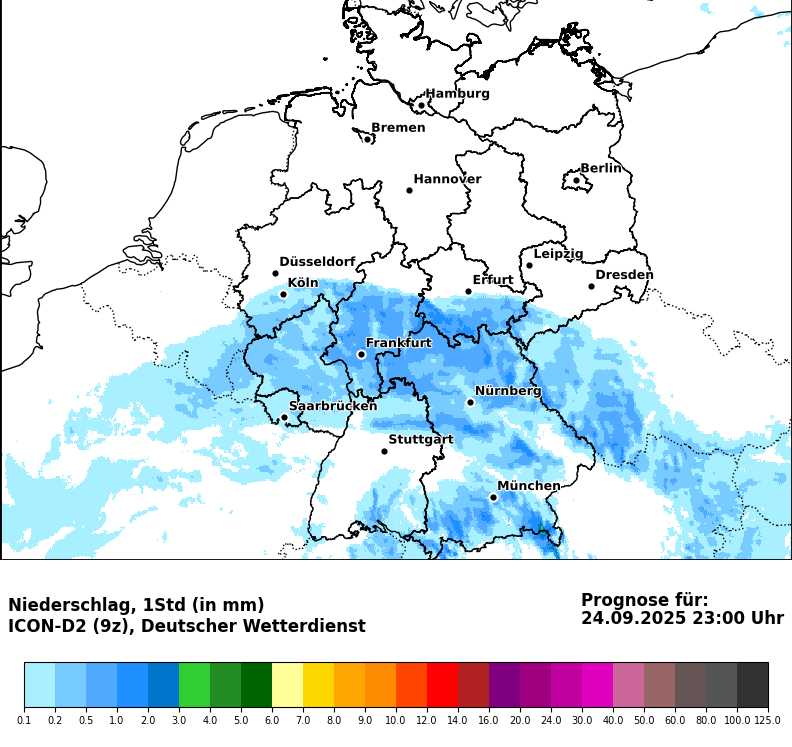 Hamburg
Bremen
Berlin
Hannover
Leipzig
Düsseldorf
Dresden
Köln
Erfurt
Frankfurt
Nürnberg
Saarbrücken
Stuttgart
München
Niederschlag, 1Std (in mm)
ICON-D2 (9z), Deutscher Wetterdienst
Prognose für:
24.09.2025 23:00 Uhr
0.1 0.2 0.5 1.0 2.0 3.0 4.0 5.0 6.0 7.0 8.0 9.0 10.0 12.0 14.0 16.0 20.0 24.0 30.0 40.0 50.0 60.0 80.0 100.0 125.0